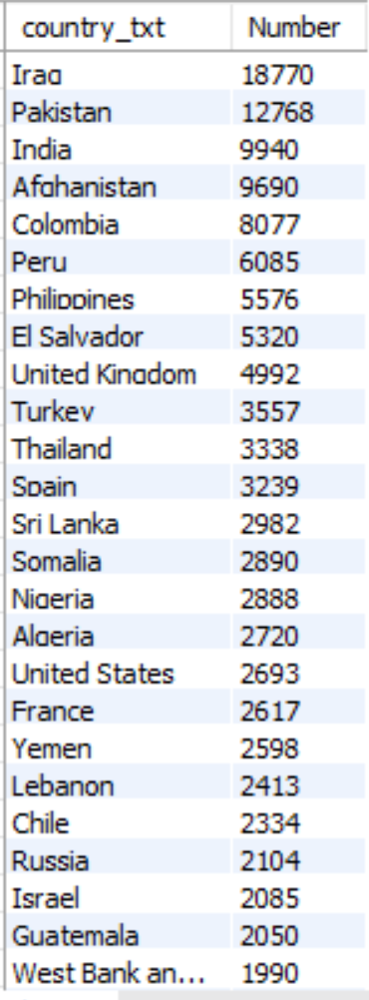 country_txt Number
Iraq 18770
Pakistan 12768
India 9940
Afghanistan 9690
Colombia 8077
Peru 6085
Philippines 5576
El Salvador 5320
United Kingdom 4992
Turkey 3557
Thailand 3338
Spain 3239
Sri Lanka 2982
Somalia 2890
Nigeria 2888
Algeria 2720
United States 2693
France 2617
Yemen 2598
Lebanon 2413
Chile 2334
Russia 2104
Israel 2085
Guatemala 2050
West Bank an... 1990